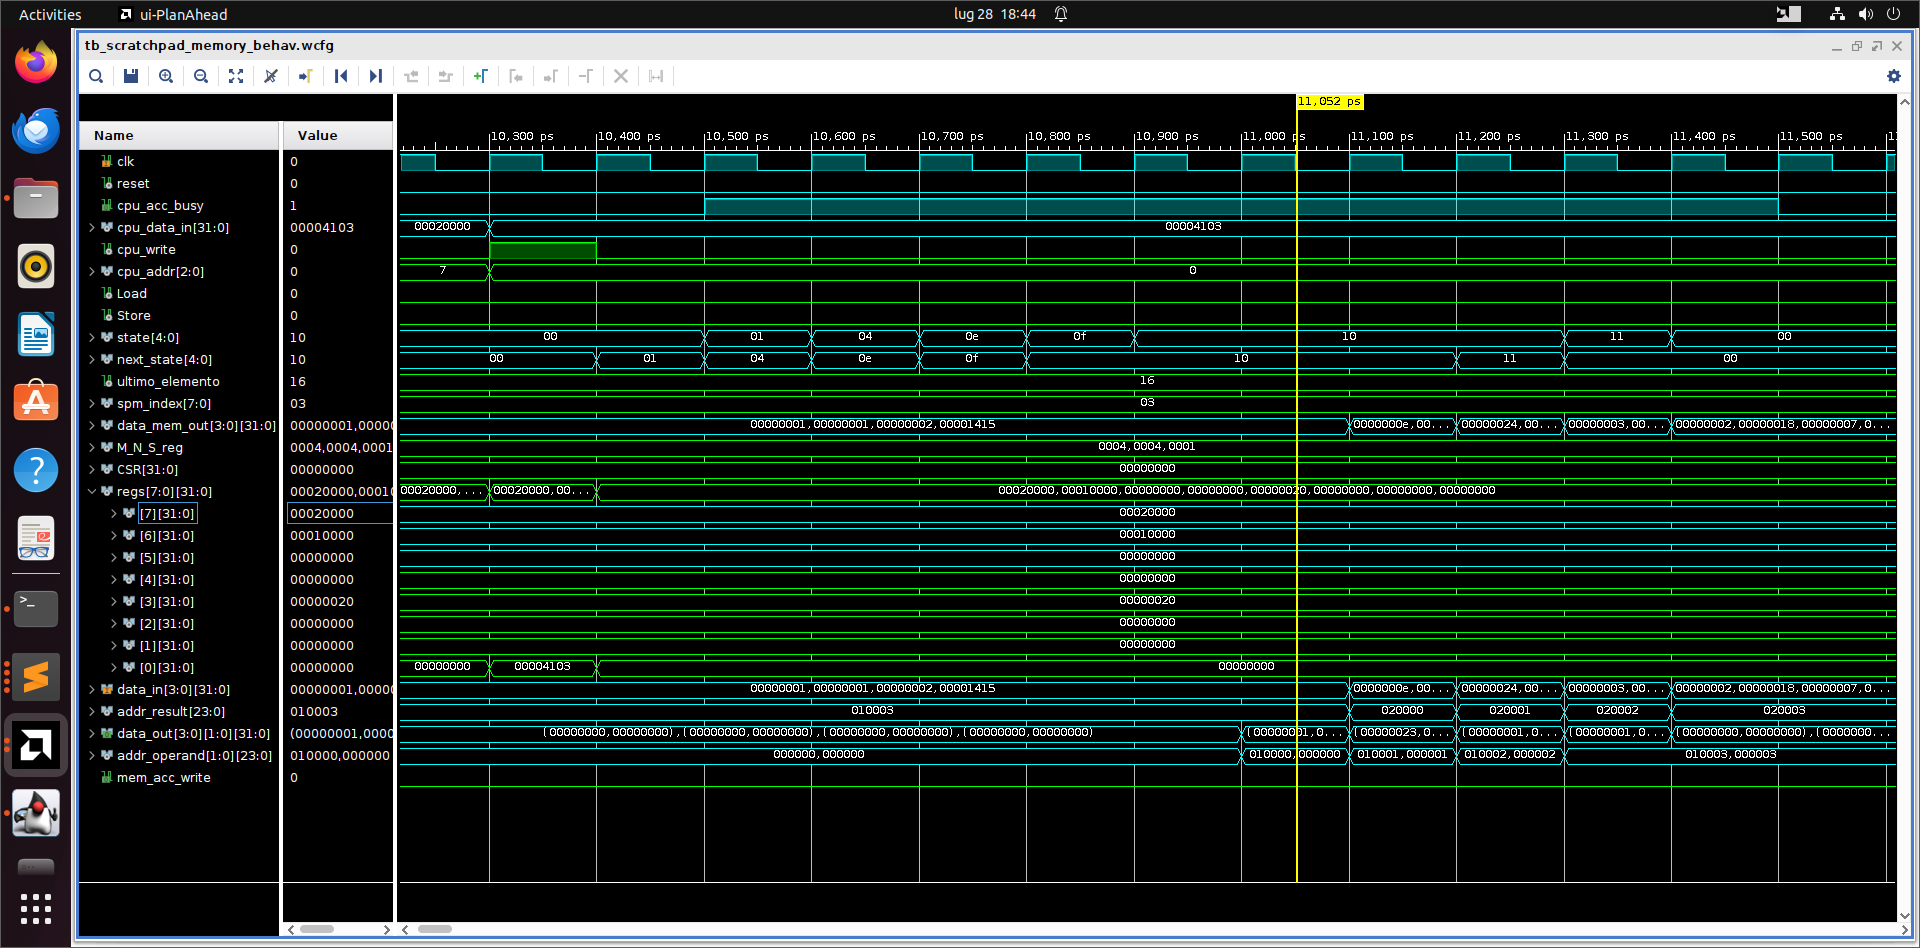 Activities ui-PlanAhead lug 28 18:44
tb_scratchpad_memory_behav.wcfg
11,052 ps
Name Value 10,300 ps 10,400 ps 10,500 ps 10,600 ps 10,700 ps 10,800 ps 10,900 ps 11,000 ps 11,100 ps 11,200 ps 11,300 ps 11,400 ps 11,500 ps
clk 0
reset 0
cpu_acc_busy 1
cpu_data_in[31:0] 00004103 00020000 00004103
cpu_write 0
cpu_addr[2:0] 0 7 0
Load 0
Store 0
state[4:0] 10 00 01 04 0e 0f 10 11 00
next_state[4:0] 10 00 01 04 0e 0f 10 11 00
ultimo_elemento 16 16
spm_index[7:0] 03 03
data_mem_out[3:0][31:0] 00000001,00000 00000001,00000001,00000002,00001415 0000000e,00... 00000024,00... 00000003,00... 00000002,00000018,00000007,0...
M_N_S_reg 0004,0004,0001 0004,0004,0001
CSR[31:0] 00000000 00000000
regs[7:0][31:0] 00020000,00010 00020000,... 00020000,00... 00020000,00010000,00000000,00000000,00000020,00000000,00000000,00000000
[7][31:0] 00020000 00020000
[6][31:0] 00010000 00010000
[5][31:0] 00000000 00000000
[4][31:0] 00000000 00000000
[3][31:0] 00000020 00000020
[2][31:0] 00000000 00000000
[1][31:0] 00000000 00000000
[0][31:0] 00000000 00000000 00004103 00000000
data_in[3:0][31:0] 00000001,00000 00000001,00000001,00000002,00001415 0000000e,00... 00000024,00... 00000003,00... 00000002,00000018,00000007,0...
addr_result[23:0] 010003 010003 020000 020001 020002 020003
data_out[3:0][1:0][31:0] (00000001,0000 (00000000,00000000),(00000000,00000000),(00000000,00000000),(00000000,00000000) (00000001,0... (00000023,0... (00000001,0... (00000001,0... (00000000,00000000),(000000...
addr_operand[1:0][23:0] 010000,000000 000000,000000 010000,000000 010001,000001 010002,000002 010003,000003
mem_acc_write 0